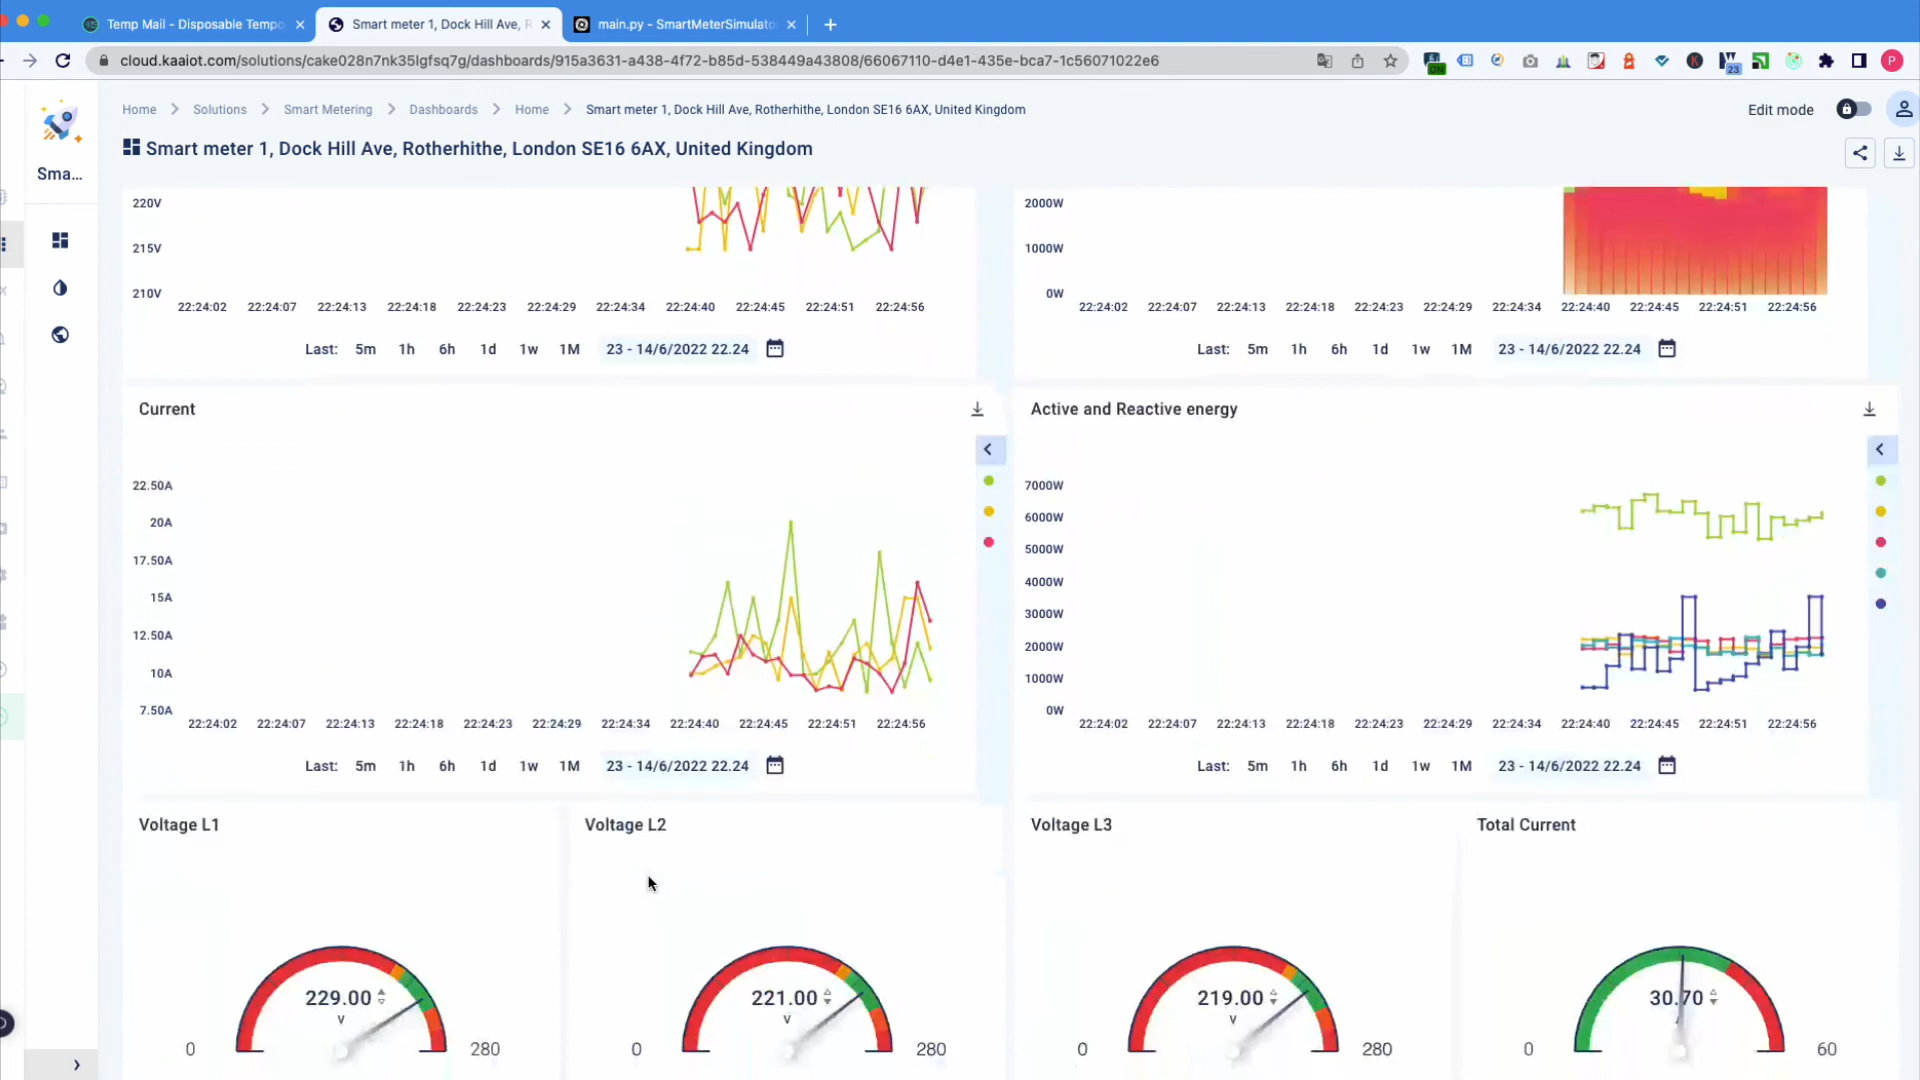 Temp Mail - Disposable Tempo
Smart meter 1, Dock Hill Ave, R
main.py - SmartMeterSimulato
cloud.kaaiot.com/solutions/cake028n7nk35lgfsq7g/dashboards/915a3631-a438-4f72-b85d-538449a43808/66067110-d4e1-435e-bca7-1c56071022e6
ON
23
P
Home
Solutions
Smart Metering
Dashboards
Home
Smart meter 1, Dock Hill Ave, Rotherhithe, London SE16 6AX, United Kingdom
Edit mode
Smart meter 1, Dock Hill Ave, Rotherhithe, London SE16 6AX, United Kingdom
Sma...
220V
215V
210V
22:24:02 22:24:07 22:24:13 22:24:18 22:24:23 22:24:29 22:24:34 22:24:40 22:24:45 22:24:51 22:24:56
Last: 5m 1h 6h 1d 1w 1M 23 - 14/6/2022 22.24
2000W
1000W
0W
22:24:02 22:24:07 22:24:13 22:24:18 22:24:23 22:24:29 22:24:34 22:24:40 22:24:45 22:24:51 22:24:56
Last: 5m 1h 6h 1d 1w 1M 23 - 14/6/2022 22.24
Current
22.50A
20A
17.50A
15A
12.50A
10A
7.50A
22:24:02 22:24:07 22:24:13 22:24:18 22:24:23 22:24:29 22:24:34 22:24:40 22:24:45 22:24:51 22:24:56
Last: 5m 1h 6h 1d 1w 1M 23 - 14/6/2022 22.24
Active and Reactive energy
7000W
6000W
5000W
4000W
3000W
2000W
1000W
0W
22:24:02 22:24:07 22:24:13 22:24:18 22:24:23 22:24:29 22:24:34 22:24:40 22:24:45 22:24:51 22:24:56
Last: 5m 1h 6h 1d 1w 1M 23 - 14/6/2022 22.24
Voltage L1
229.00
V
0 280
Voltage L2
221.00
V
0 280
Voltage L3
219.00
V
0 280
Total Current
30.70
0 60